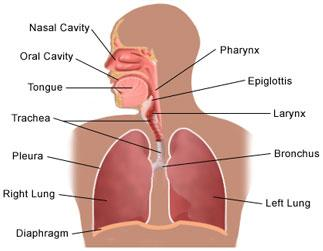 Nasal Cavity
Oral Cavity
Tongue
Trachea
Pleura
Right Lung
Diaphragm
Pharynx
Epiglottis
Larynx
Bronchus
Left Lung